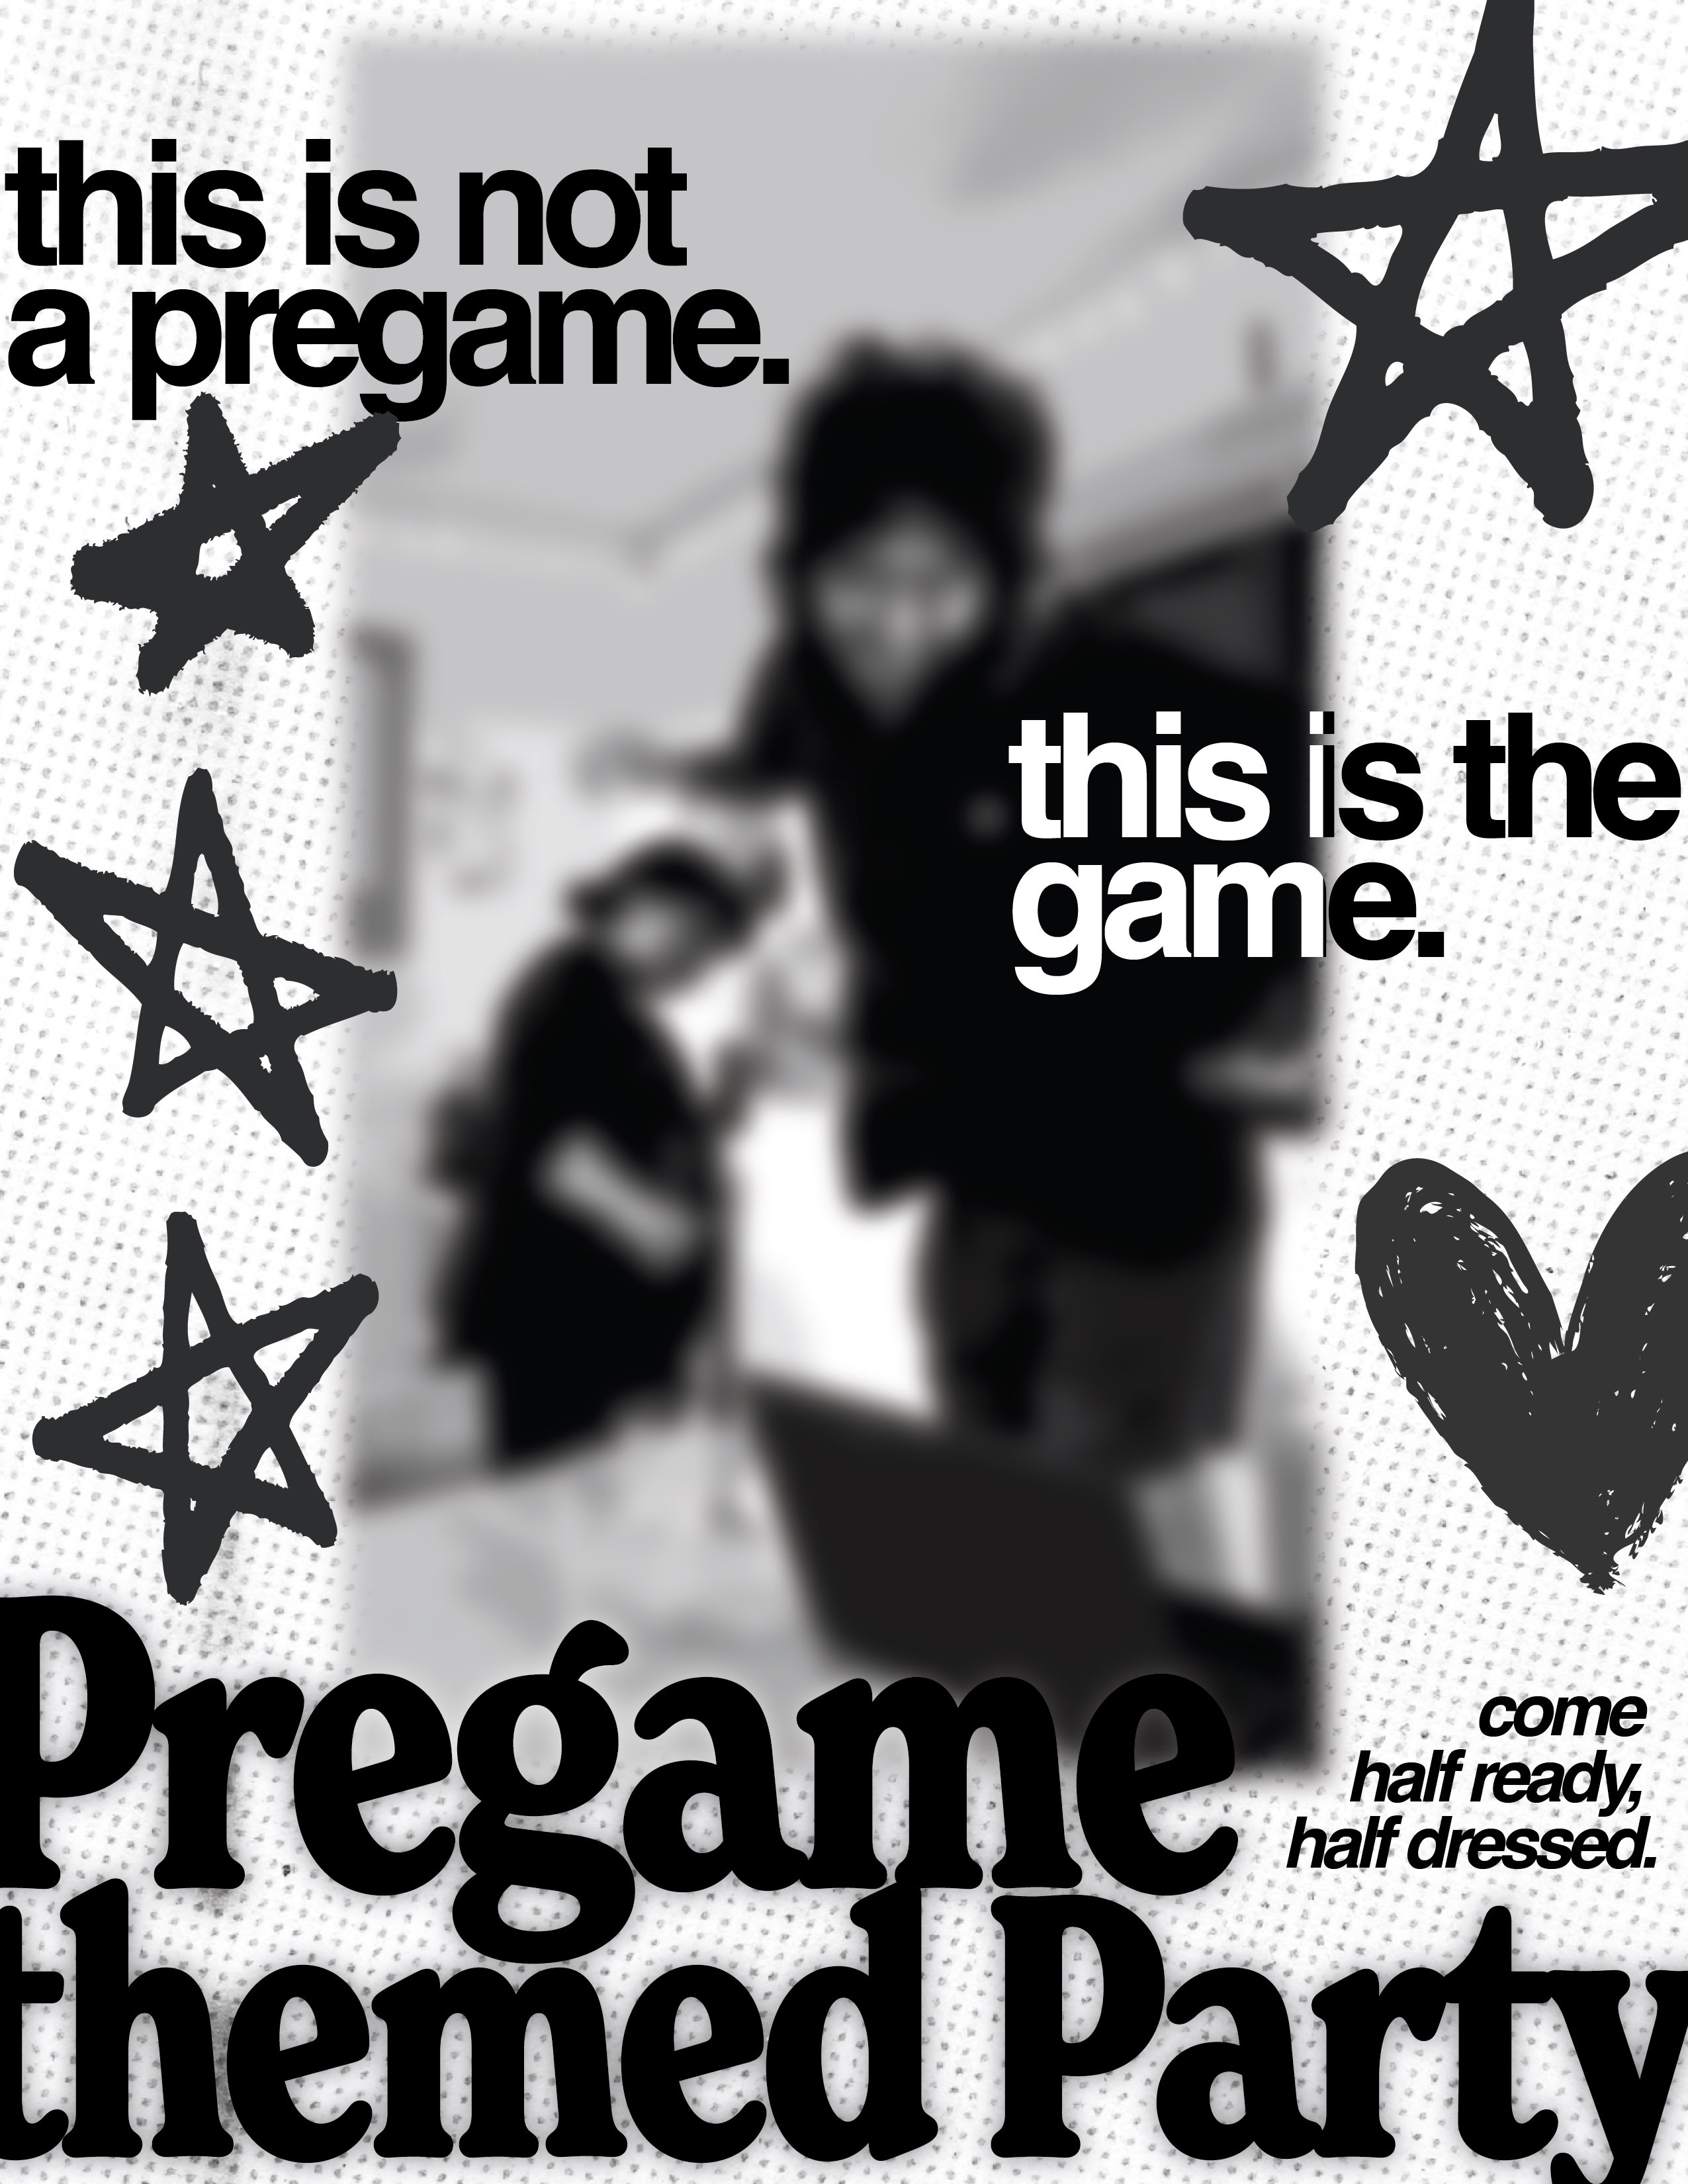 this is not
a pregame.
this is the
game.
come
half ready,
half dressed.
Pregame
themed Party